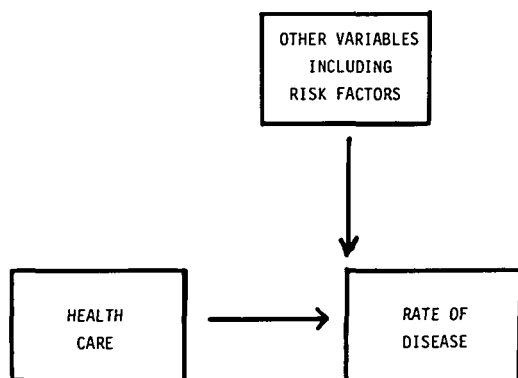 OTHER VARIABLES
INCLUDING
RISK FACTORS
HEALTH
CARE
RATE OF
DISEASE